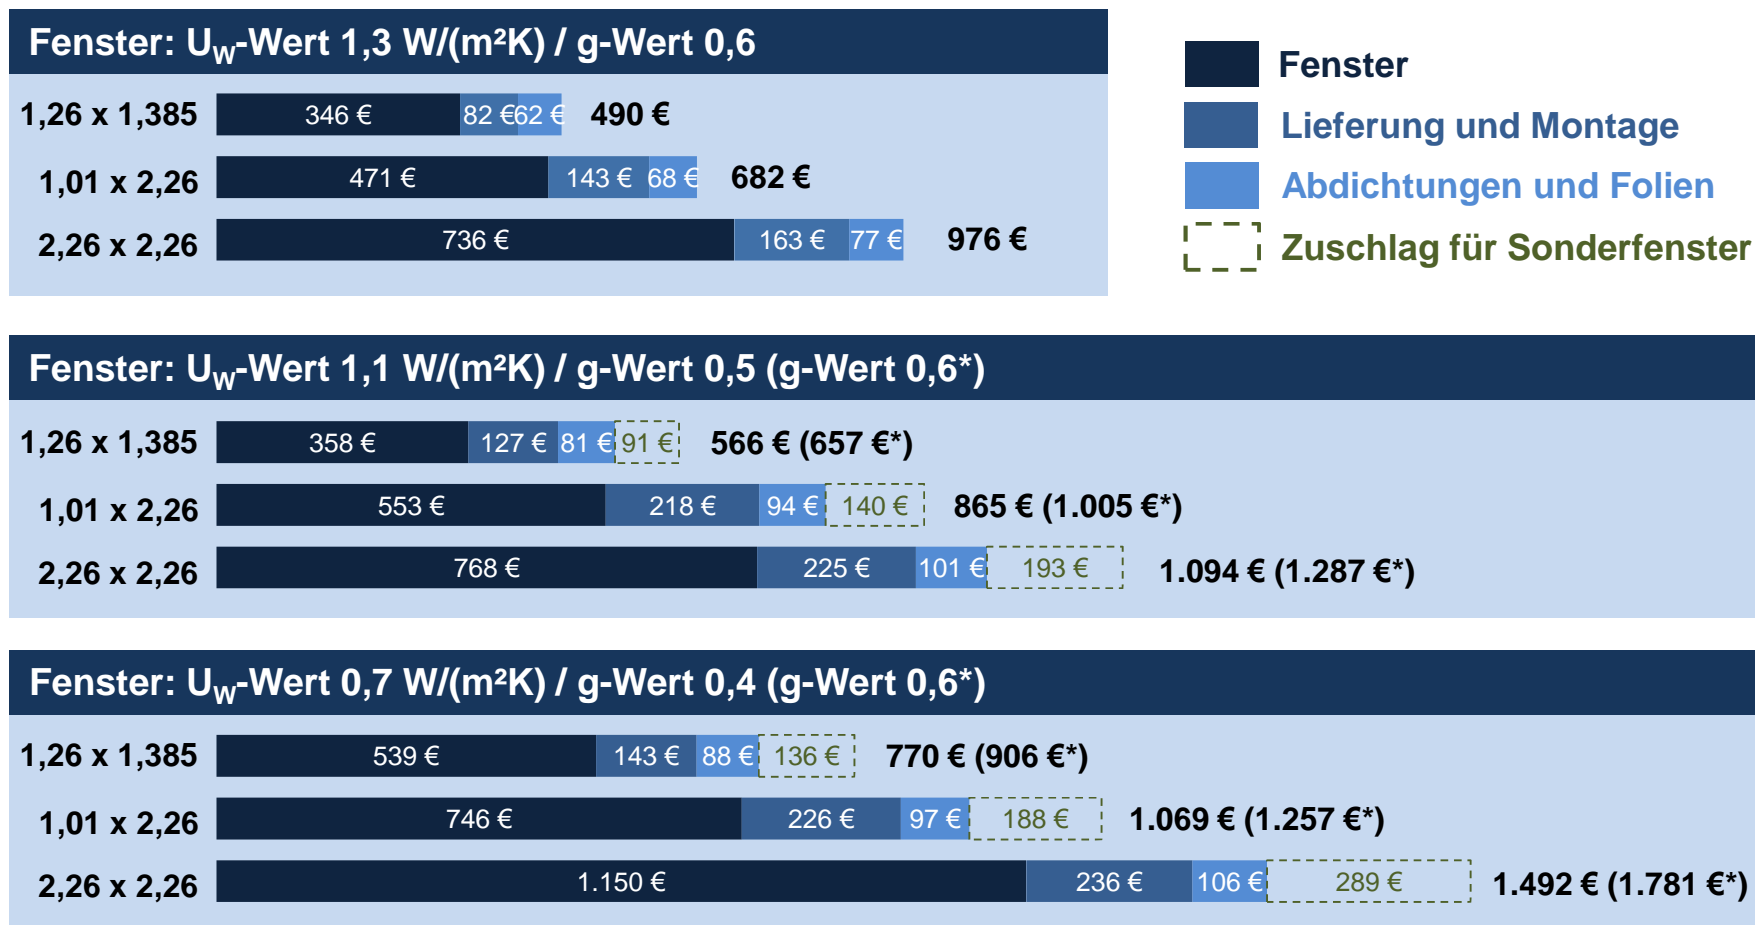 Fenster: UW-Wert 1,3 W/(m²K) / g-Wert 0,6
1,26 x 1,385 346 € 82 € 62 € 490 €
1,01 x 2,26 471 € 143 € 68 € 682 €
2,26 x 2,26 736 € 163 € 77 € 976 €
Fenster
Lieferung und Montage
Abdichtungen und Folien
Zuschlag für Sonderfenster
Fenster: UW-Wert 1,1 W/(m²K) / g-Wert 0,5 (g-Wert 0,6*)
1,26 x 1,385 358 € 127 € 81 € 91 € 566 € (657 €*)
1,01 x 2,26 553 € 218 € 94 € 140 € 865 € (1.005 €*)
2,26 x 2,26 768 € 225 € 101 € 193 € 1.094 € (1.287 €*)
Fenster: UW-Wert 0,7 W/(m²K) / g-Wert 0,4 (g-Wert 0,6*)
1,26 x 1,385 539 € 143 € 88 € 136 € 770 € (906 €*)
1,01 x 2,26 746 € 226 € 97 € 188 € 1.069 € (1.257 €*)
2,26 x 2,26 1.150 € 236 € 106 € 289 € 1.492 € (1.781 €*)